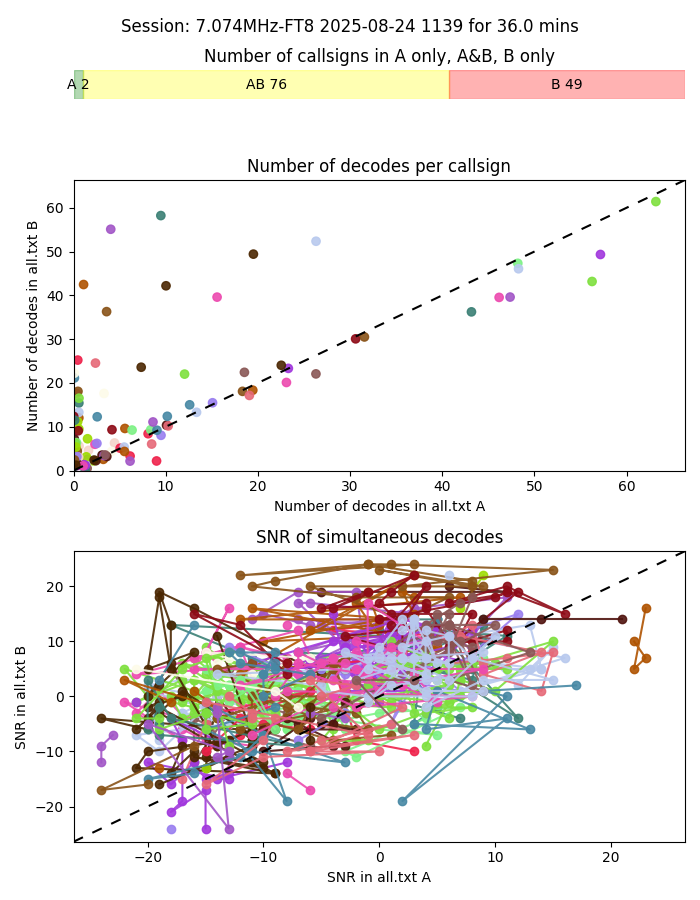 Session: 7.074MHz-FT8 2025-08-24 1139 for 36.0 mins
Number of callsigns in A only, A&B, B only
A 2 AB 76 B 49
Number of decodes per callsign
Number of decodes in all.txt B
60
50
40
30
20
10
0
0 10 20 30 40 50 60
Number of decodes in all.txt A
SNR of simultaneous decodes
SNR in all.txt B
20
10
0
−10
−20
−20 −10 0 10 20
SNR in all.txt A